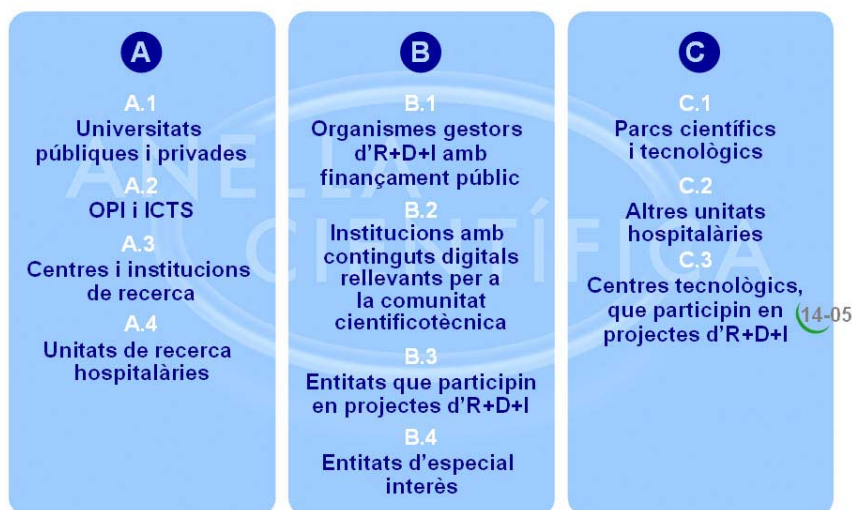 A
A.1
Universitats
públiques i privades
A.2
OPI i ICTS
A.3
Centres i institucions
de recerca
A.4
Unitats de recerca
hospitalàries
B
B.1
Organismes gestors
d'R+D+I amb
finançament públic
B.2
Institucions amb
continguts digitals
rellevants per a
la comunitat
cientificotècnica
B.3
Entitats que participin
en projectes d'R+D+I
B.4
Entitats d'especial
interès
C
C.1
Parcs científics
i tecnològics
C.2
Altres unitats
hospitalàries
C.3
Centres tecnològics,
que participin en
projectes d'R+D+I
14-05
ANELLA
CIENTÍFICA